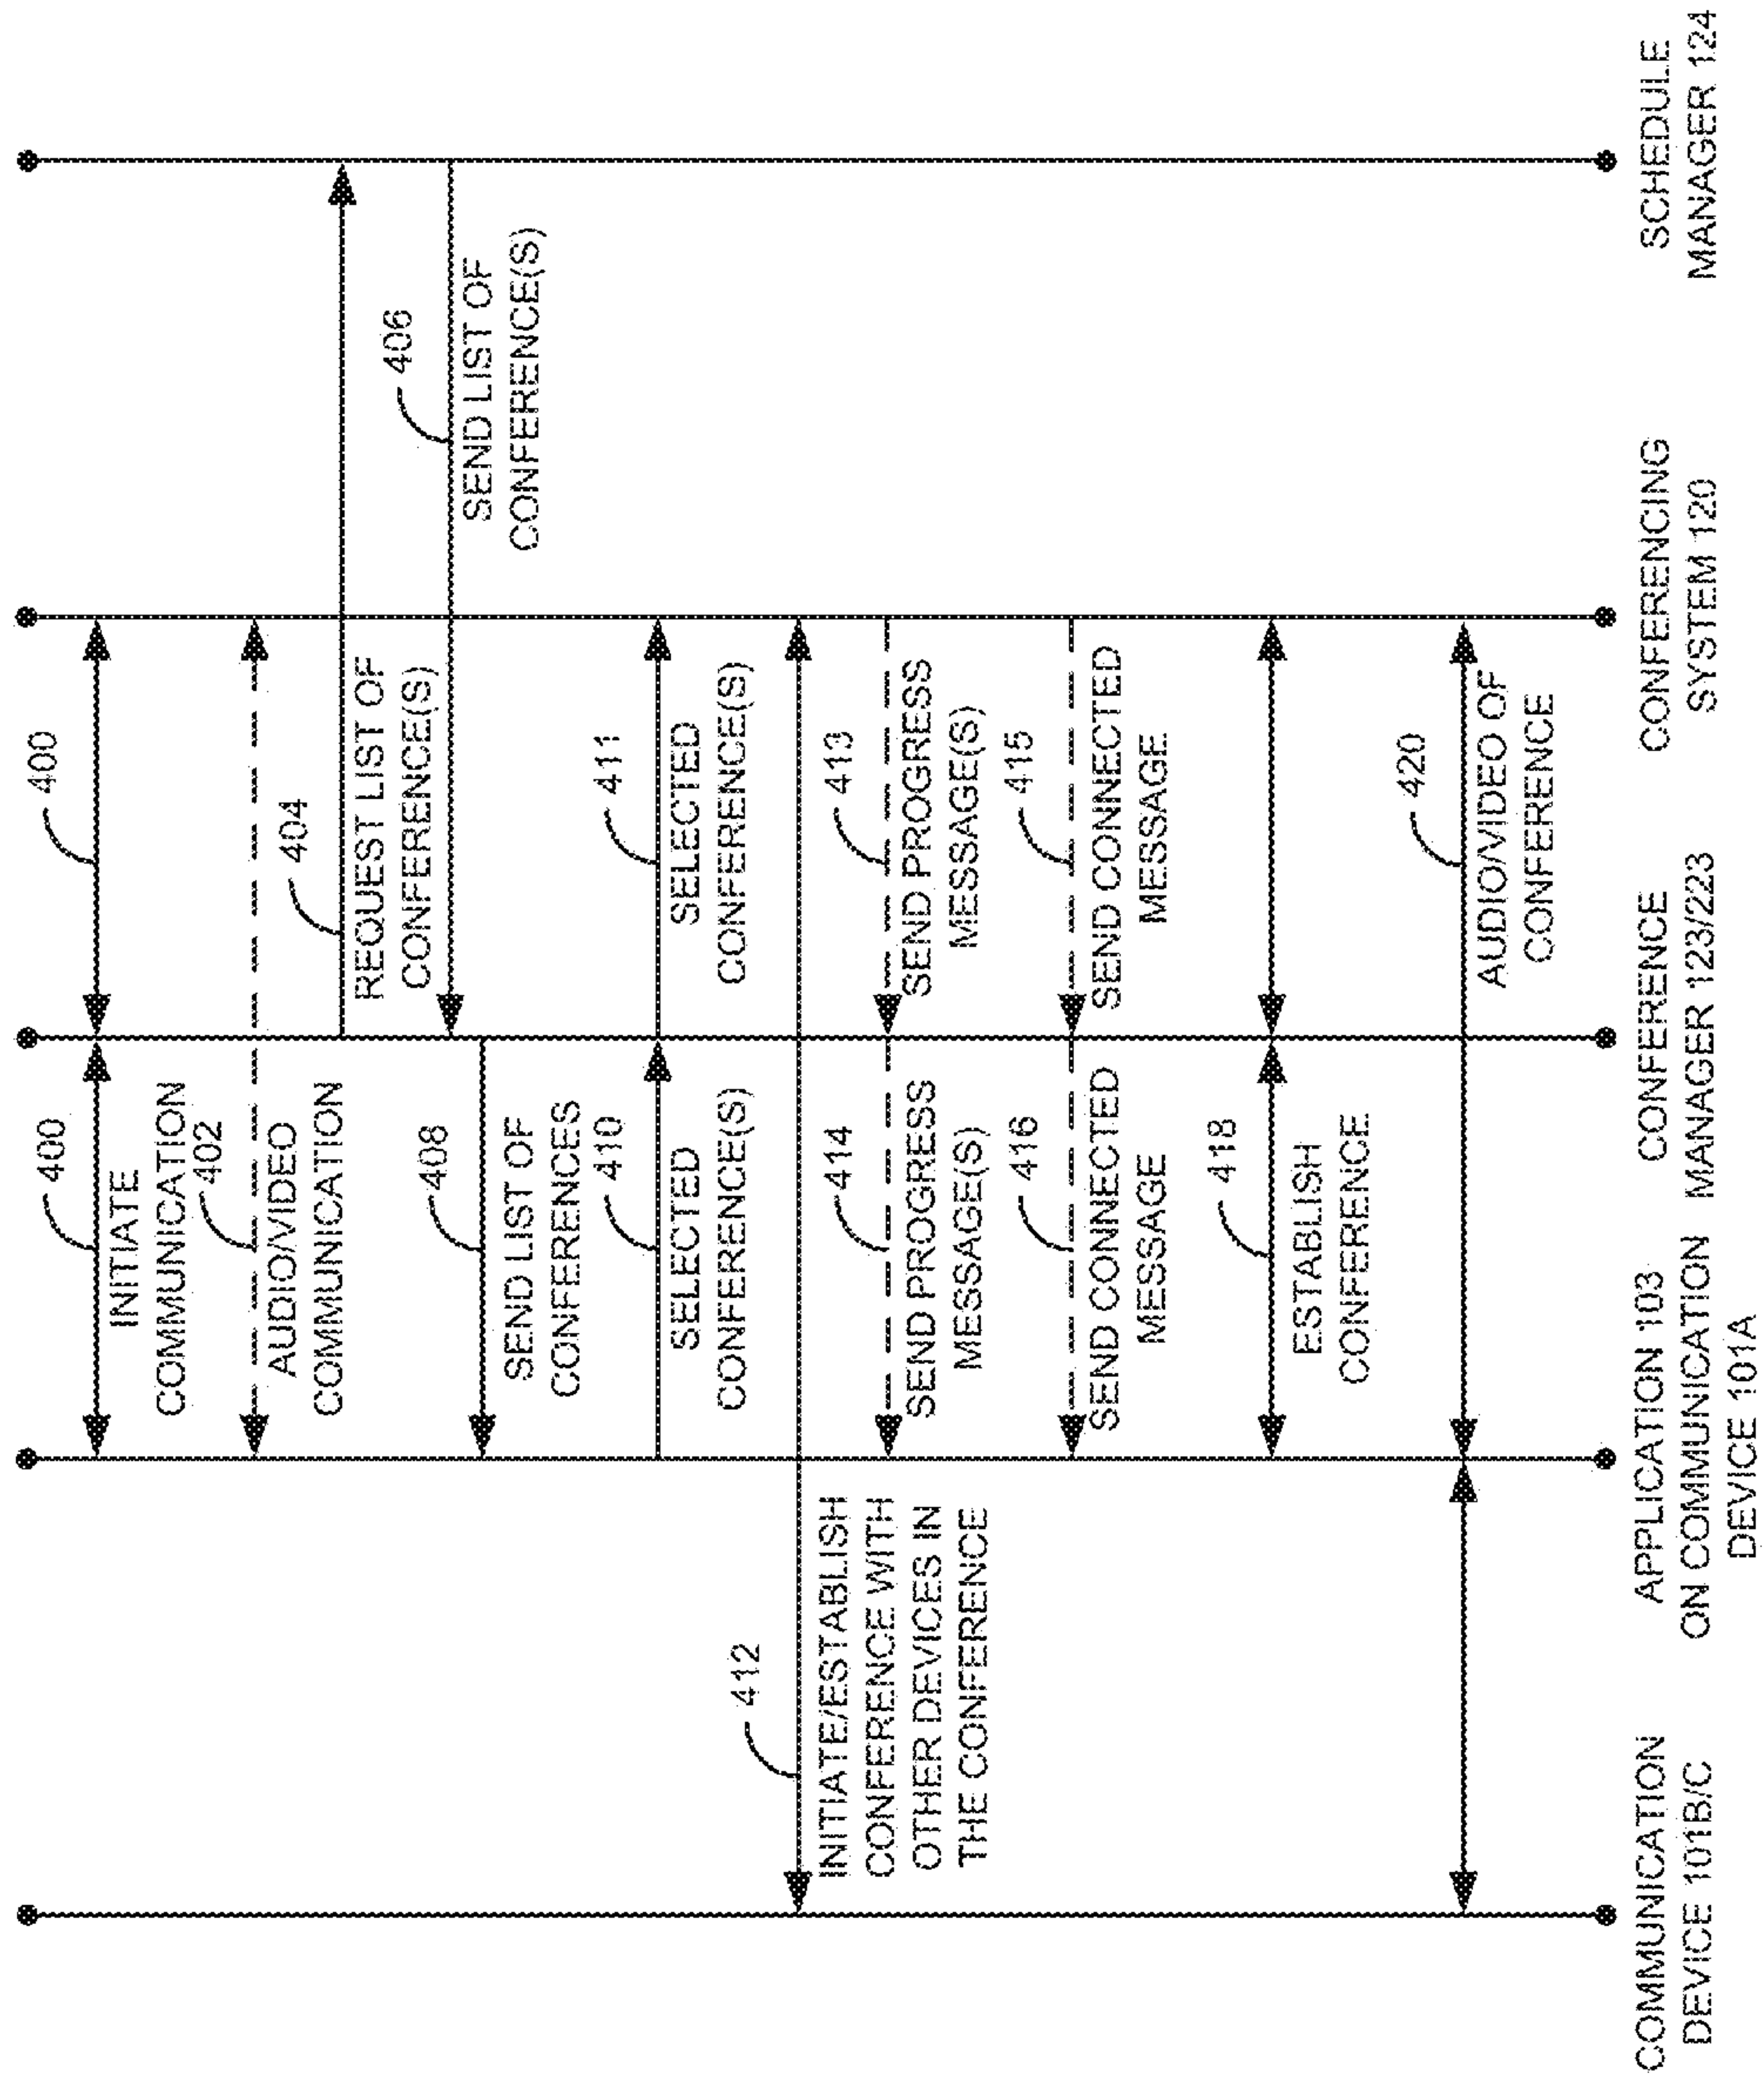 400
INITIATE
COMMUNICATION
400
402
AUDIO/VIDEO
COMMUNICATION
404
REQUEST LIST OF
CONFERENCE(S)
406
SEND LIST OF
CONFERENCE(S)
408
SEND LIST OF
CONFERENCES
410
SELECTED
CONFERENCE(S)
411
SELECTED
CONFERENCE(S)
412
INITIATE/ESTABLISH
CONFERENCE WITH
OTHER DEVICES IN
THE CONFERENCE
414
SEND PROGRESS
MESSAGE(S)
413
SEND PROGRESS
MESSAGE(S)
416
SEND CONNECTED
MESSAGE
415
SEND CONNECTED
MESSAGE
418
ESTABLISH
CONFERENCE
420
AUDIO/VIDEO OF
CONFERENCE
COMMUNICATION
DEVICE 101B/C
APPLICATION 103
ON COMMUNICATION
DEVICE 101A
CONFERENCE
MANAGER 123/223
CONFERENCING
SYSTEM 120
SCHEDULE
MANAGER 124